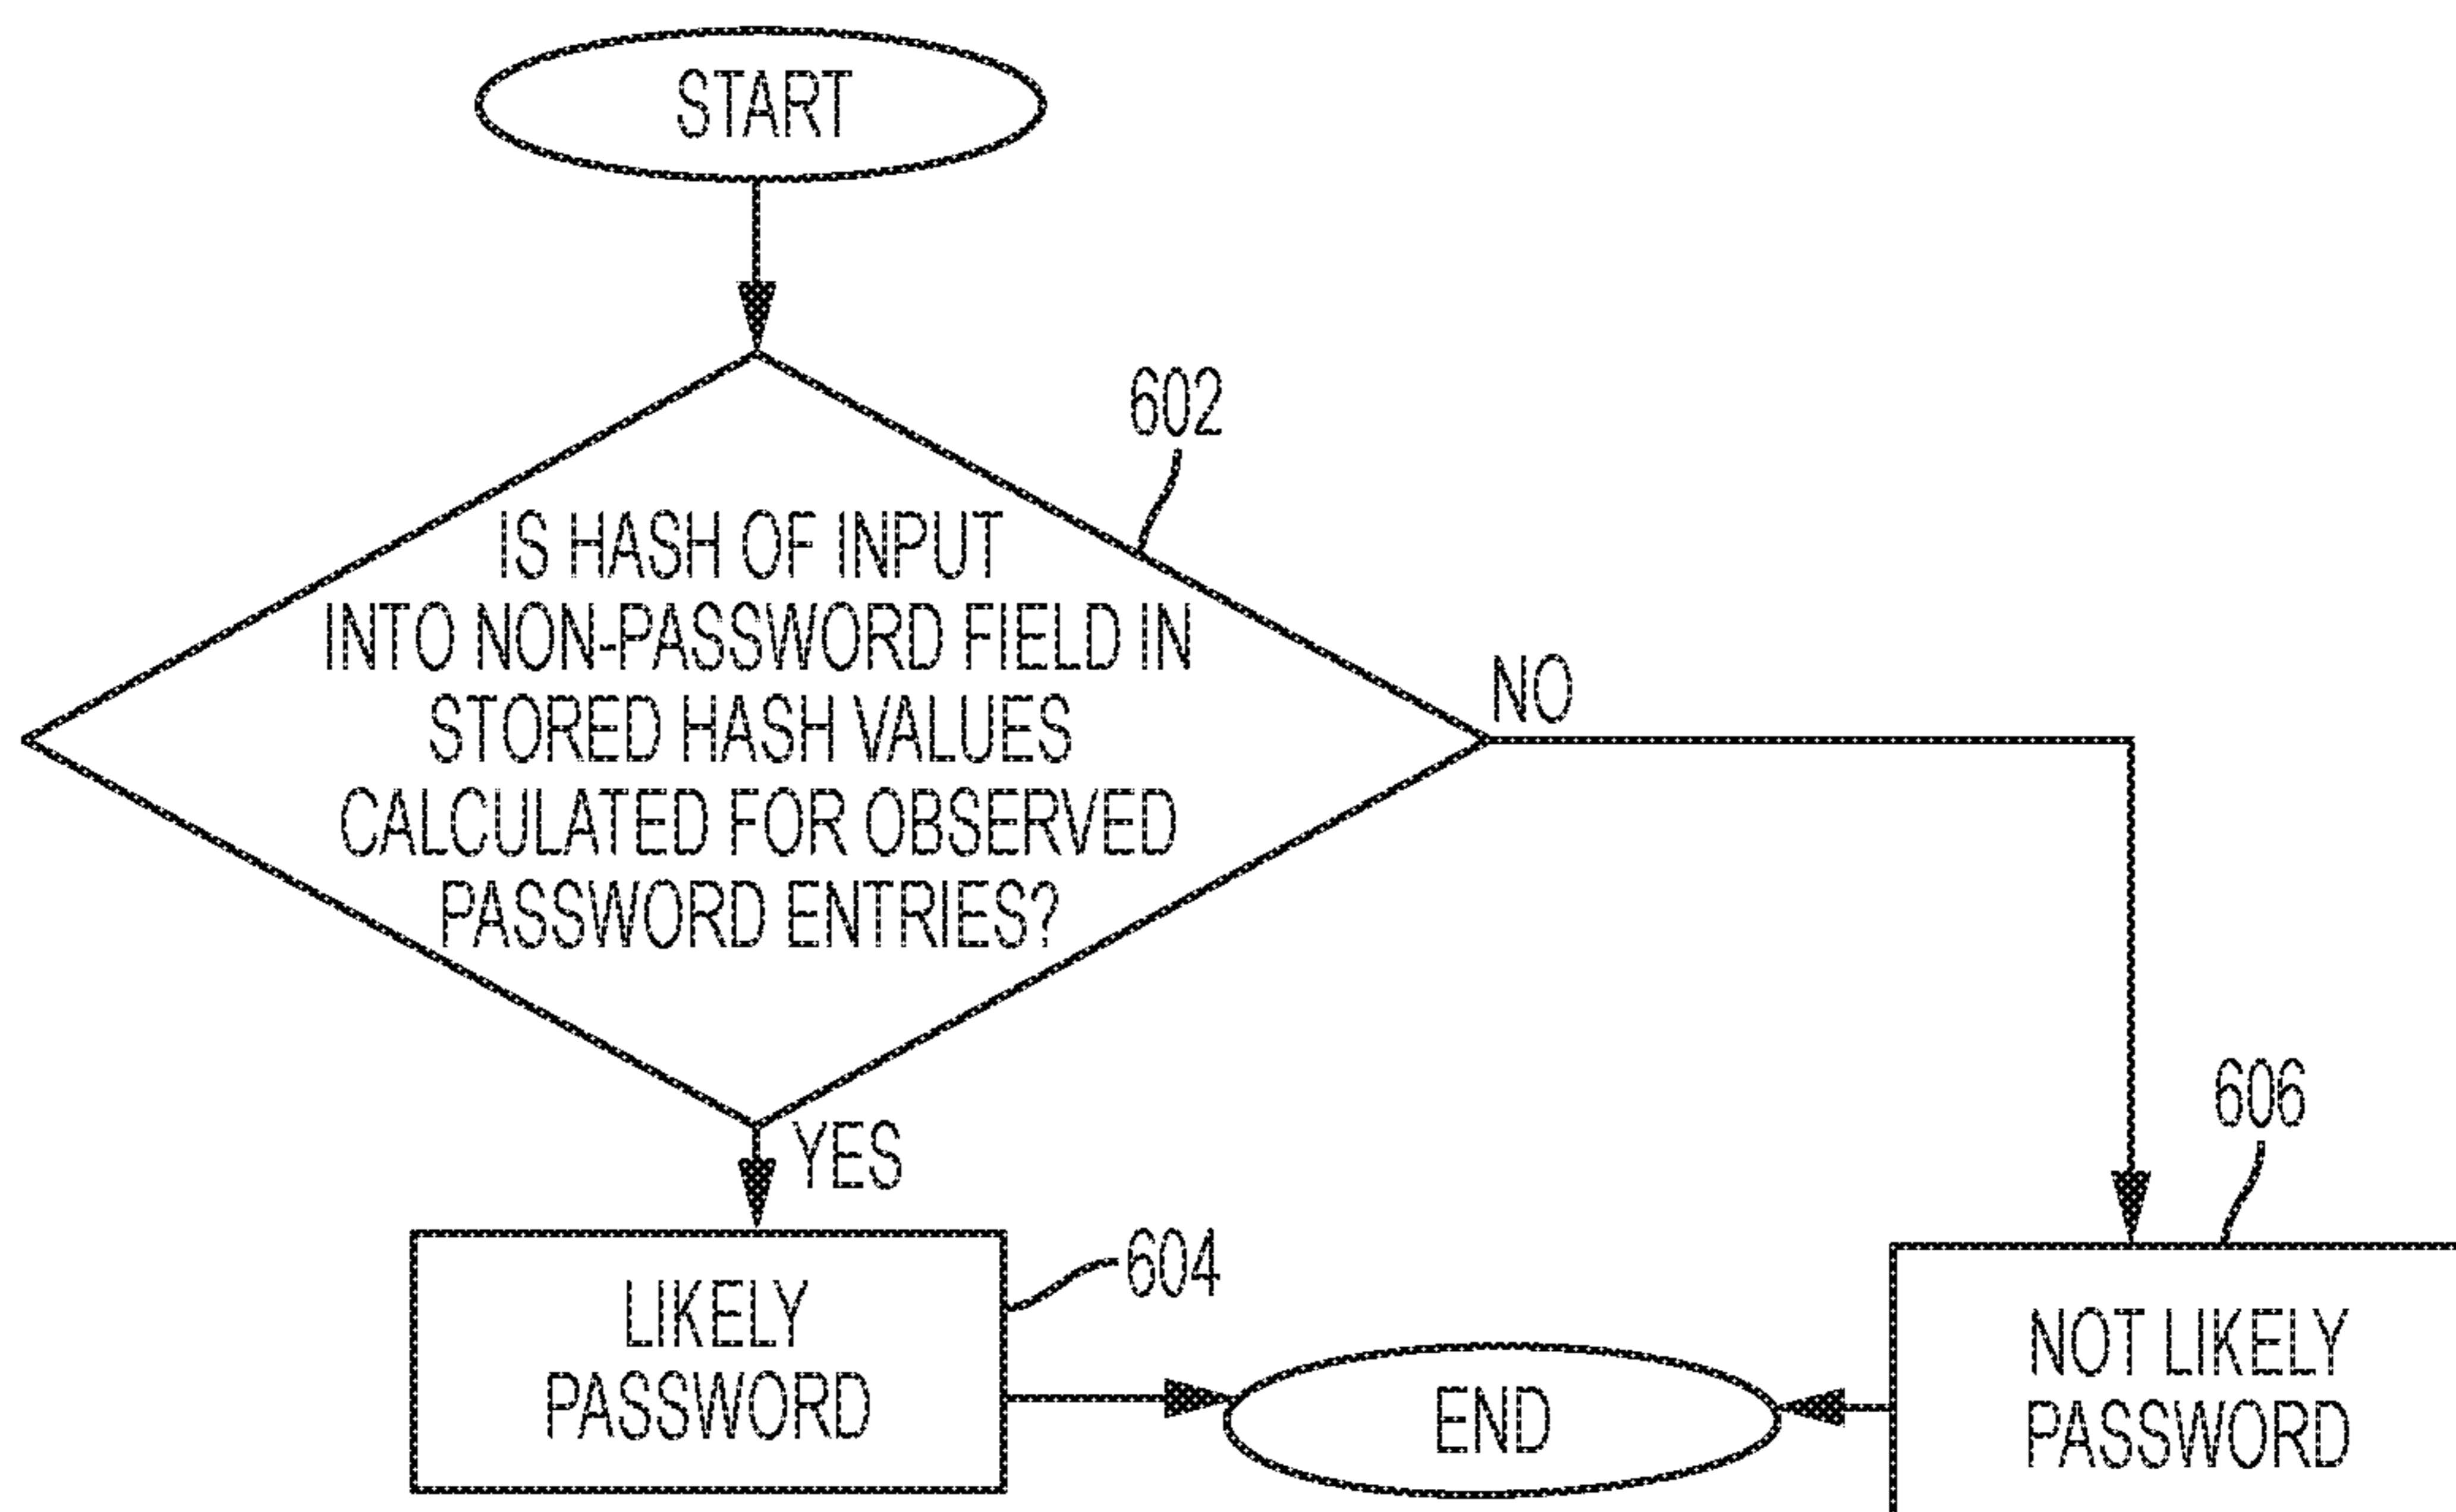 START
602
IS HASH OF INPUT
INTO NON-PASSWORD FIELD IN
STORED HASH VALUES
CALCULATED FOR OBSERVED
PASSWORD ENTRIES?
NO
YES
606
604
LIKELY
PASSWORD
END
NOT LIKELY
PASSWORD